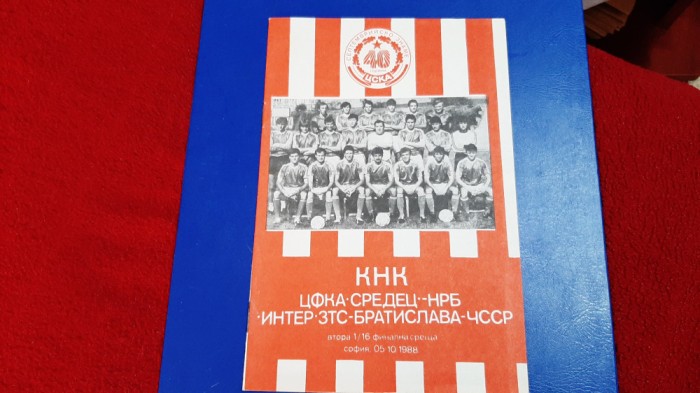 40
ЦСКА
КНК
ЦФКА·СРЕДЕЦ·-НРБ
·ИНТЕР·ЗТС-БРАТИСЛАВА-ЧССР
втора 1/16 финална среща
софия. 05·10·1988